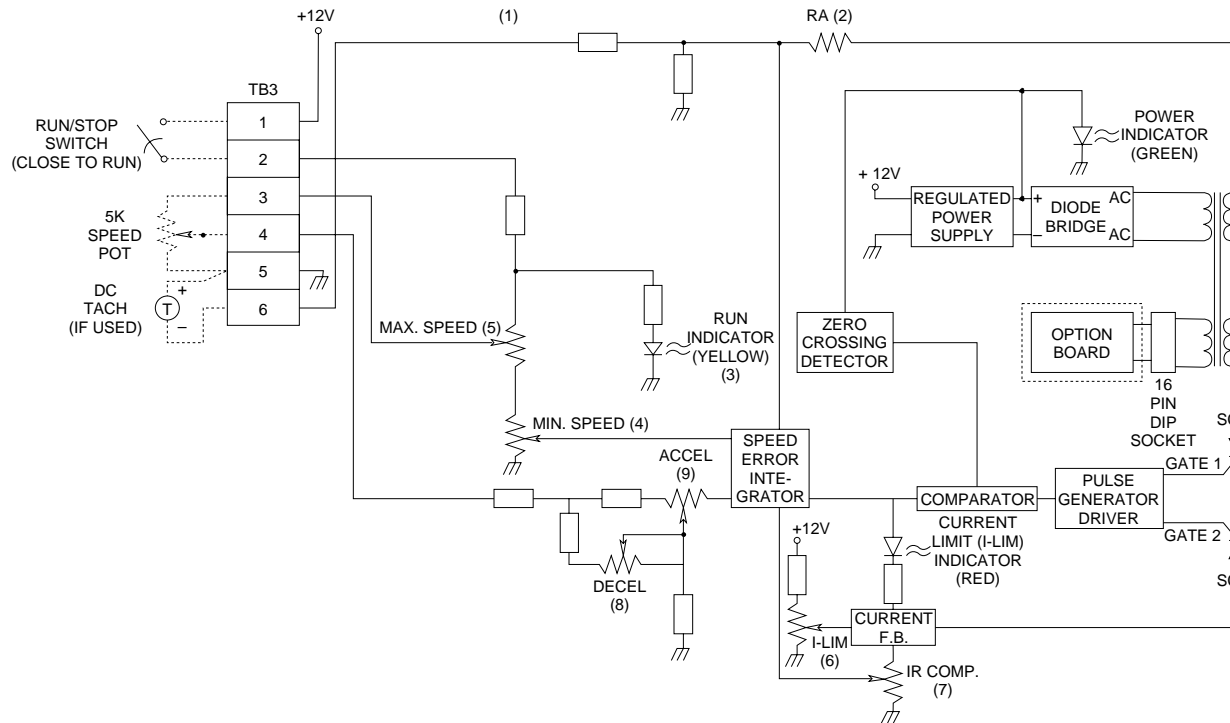 +12V
(1)
RA (2)
TB3
1
2
3
4
5
6
RUN/STOP
SWITCH
(CLOSE TO RUN)
5K
SPEED
POT
DC
TACH
(IF USED)
+
T
–
MAX. SPEED (5)
RUN
INDICATOR
(YELLOW)
(3)
MIN. SPEED (4)
ACCEL
(9)
DECEL
(8)
SPEED
ERROR
INTE-
GRATOR
POWER
INDICATOR
(GREEN)
+ 12V
REGULATED
POWER
SUPPLY
+
–
DIODE
BRIDGE
AC
AC
ZERO
CROSSING
DETECTOR
OPTION
BOARD
16
PIN
DIP
SOCKET
COMPARATOR
PULSE
GENERATOR
DRIVER
GATE 1
GATE 2
SC
SC
CURRENT
LIMIT (I-LIM)
INDICATOR
(RED)
+12V
I-LIM
(6)
CURRENT
F.B.
IR COMP.
(7)